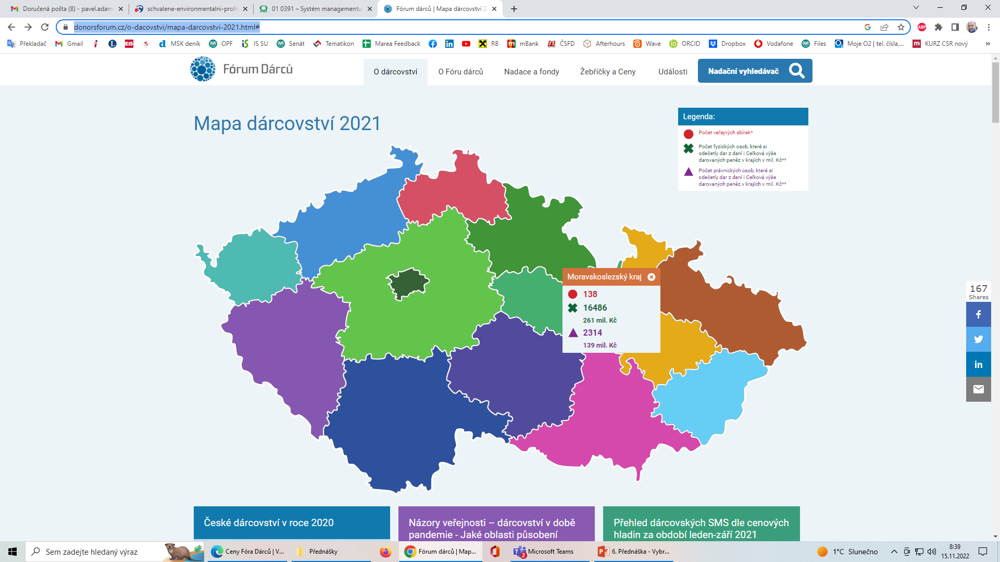 Doručená pošta (8) - pavel.adam
schvalene-environmentalni-prohl
01 0391 – Systém managementu
Fórum dárců | Mapa dárcovství 2
donorsforum.cz/o-dacovstvi/mapa-darcovstvi-2021.html#
Překladač
Gmail
MSK deník
OPF
IS SU
Senát
Tematikon
Marea Feedback
RB
mBank
ČSFD
Afterhours
Wave
ORCID
Dropbox
Vodafone
Files
Moje O2 | tel. čísla,...
KURZ CSR nový
Fórum Dárců
O dárcovství
O Fóru dárců
Nadace a fondy
Žebříčky a Ceny
Události
Nadační vyhledávač
Mapa dárcovství 2021
Legenda:
Počet veřejných sbírek*
Počet fyzických osob, které si
odečetly dar z daní | Celková výše
darovaných peněz v krajích v mil. Kč**
Počet právnických osob, které si
odečetly dar z daní | Celková výše
darovaných peněz v krajích v mil. Kč**
Moravskoslezský kraj
138
16486
261 mil. Kč
2314
139 mil. Kč
167
Shares
České dárcovství v roce 2020
Názory veřejnosti – dárcovství v době
pandemie - Jaké oblasti působení
Přehled dárcovských SMS dle cenových
hladin za období leden-září 2021
Sem zadejte hledaný výraz
Ceny Fóra Dárců | V...
Přednášky
Fórum dárců | Map...
Microsoft Teams
6. Přednáška - Vybr...
1°C Slunečno
8:39
15.11.2022